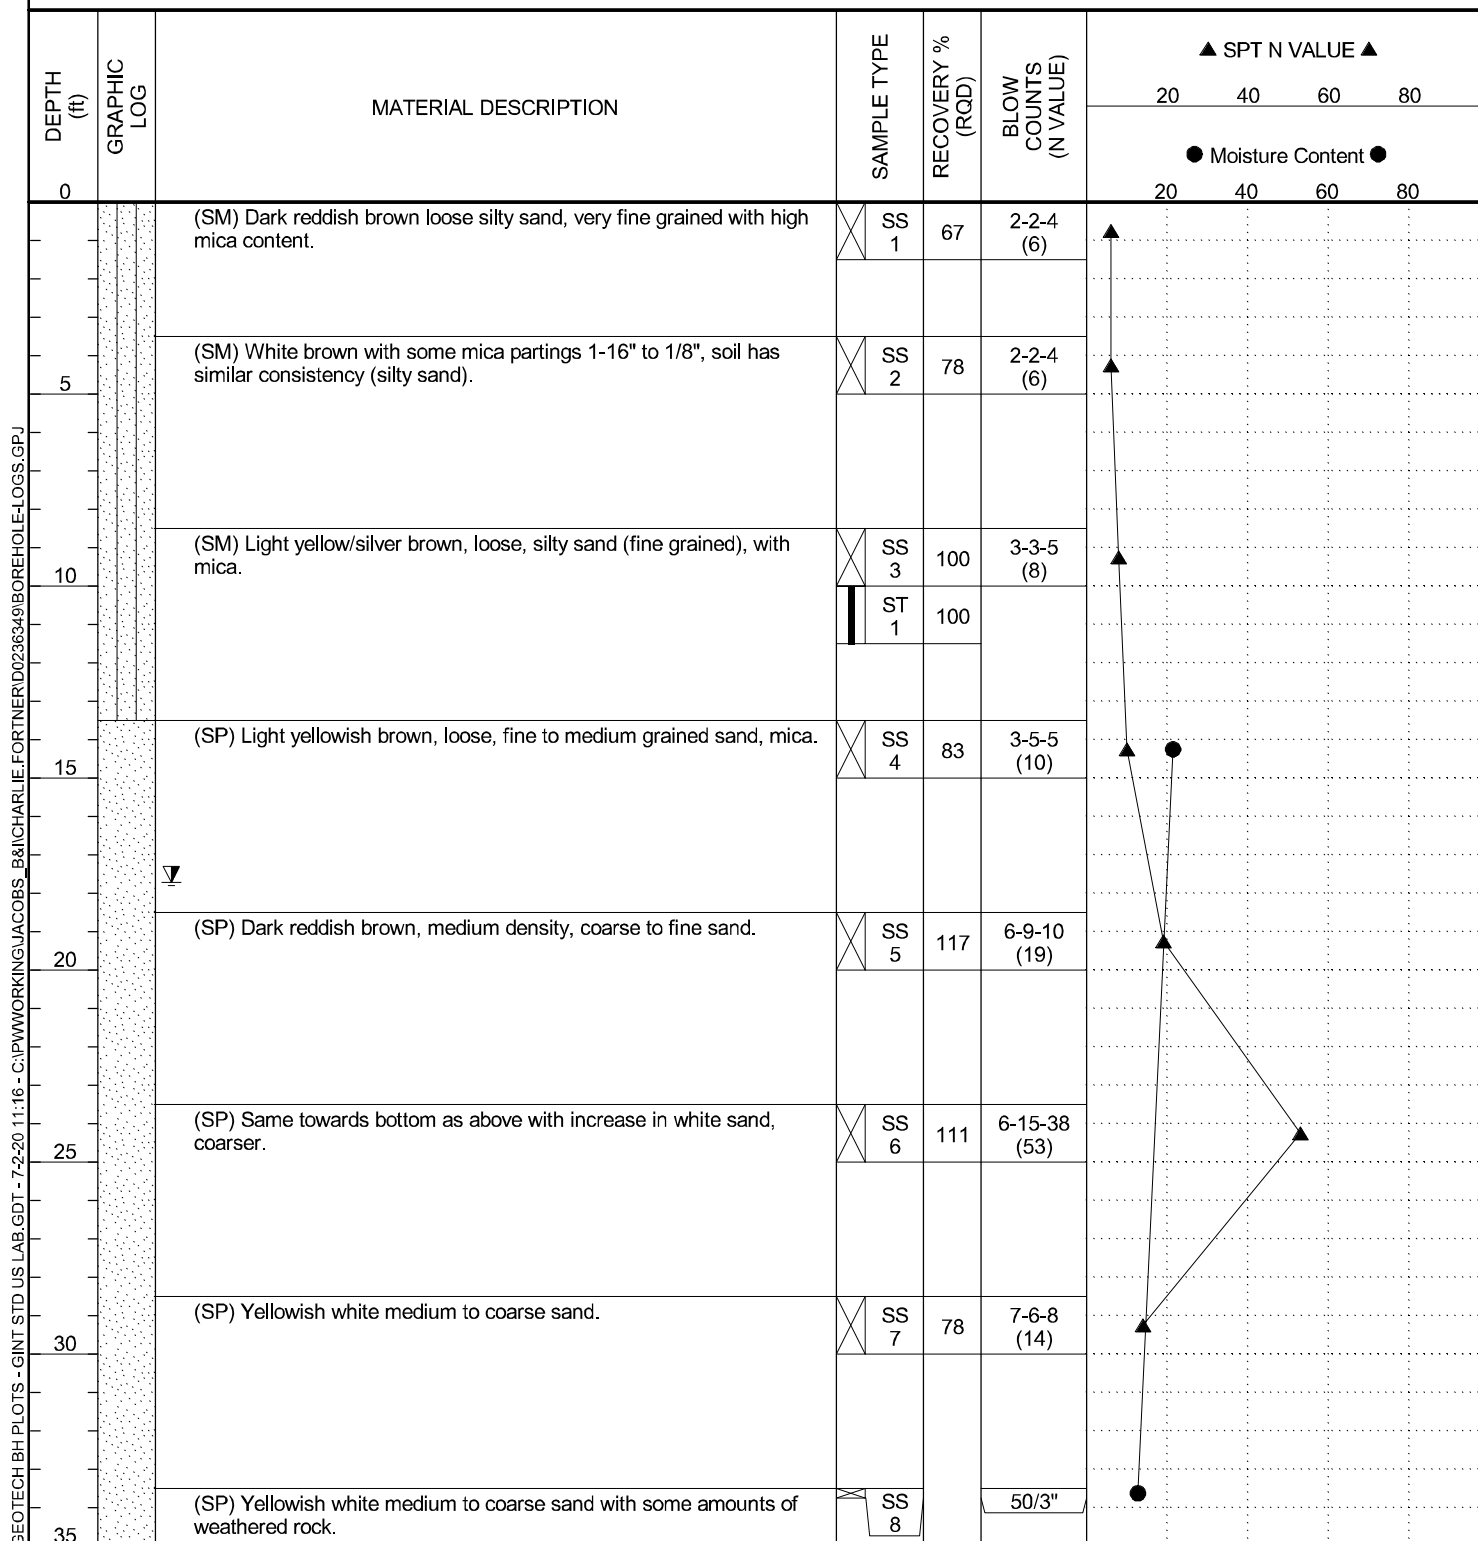 DEPTH
(ft)
GRAPHIC
LOG
MATERIAL DESCRIPTION
SAMPLE TYPE
RECOVERY %
(RQD)
BLOW
COUNTS
(N VALUE)
▲ SPT N VALUE ▲
20 40 60 80
● Moisture Content ●
20 40 60 80
0
(SM) Dark reddish brown loose silty sand, very fine grained with high
mica content.
SS
1
67
2-2-4
(6)
(SM) White brown with some mica partings 1-16" to 1/8", soil has
similar consistency (silty sand).
SS
2
78
2-2-4
(6)
5
(SM) Light yellow/silver brown, loose, silty sand (fine grained), with
mica.
SS
3
100
3-3-5
(8)
10
ST
1
100
(SP) Light yellowish brown, loose, fine to medium grained sand, mica.
SS
4
83
3-5-5
(10)
15
(SP) Dark reddish brown, medium density, coarse to fine sand.
SS
5
117
6-9-10
(19)
20
(SP) Same towards bottom as above with increase in white sand,
coarser.
SS
6
111
6-15-38
(53)
25
(SP) Yellowish white medium to coarse sand.
SS
7
78
7-6-8
(14)
30
(SP) Yellowish white medium to coarse sand with some amounts of
weathered rock.
SS
8
50/3"
35
GEOTECH BH PLOTS - GINT STD US LAB.GDT - 7-2-20 11:16 - C:\PWWORKING\JACOBS_B&I\CHARLIE.FORTNER\D0236349\BOREHOLE-LOGS.GPJ